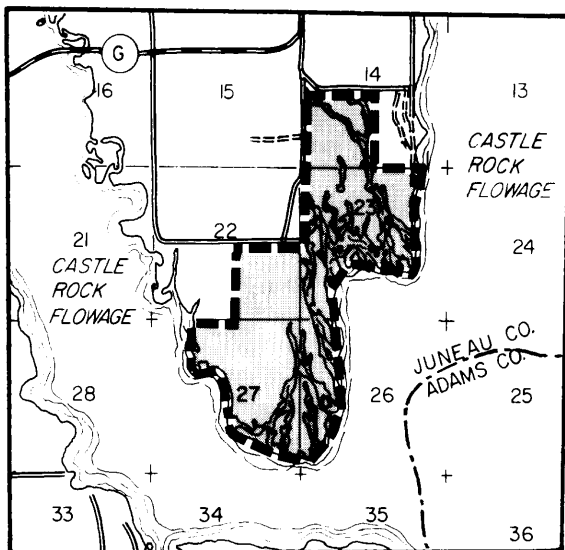 G
16
15
14
13
CASTLE
ROCK
FLOWAGE
21
CASTLE
ROCK
FLOWAGE
22
23
24
JUNEAU CO.
ADAMS CO.
28
27
26
25
33
34
35
36